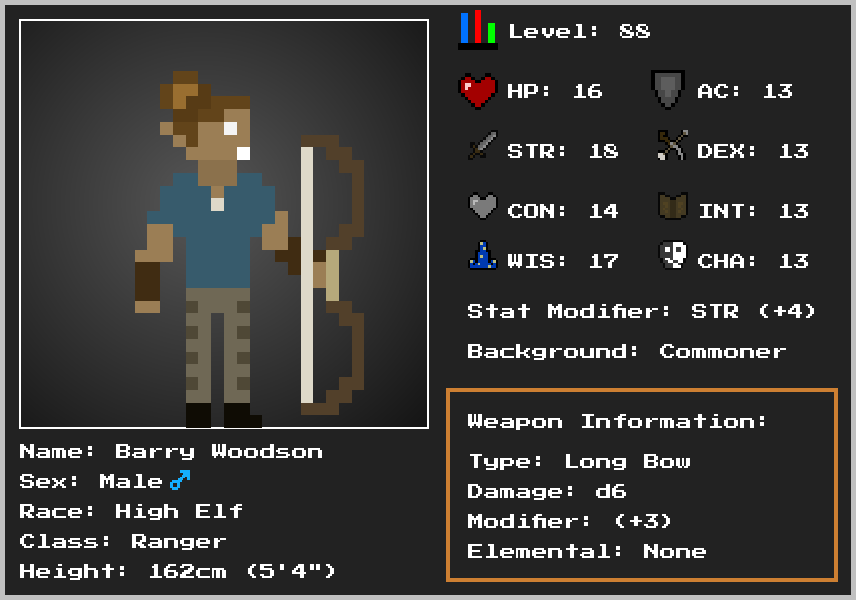 Level: 88
HP: 16 AC: 13
STR: 18 DEX: 13
CON: 14 INT: 13
WIS: 17 CHA: 13
Stat Modifier: STR (+4)
Background: Commoner
Weapon Information:
Type: Long Bow
Damage: d6
Modifier: (+3)
Elemental: None
Name: Barry Woodson
Sex: Male♂
Race: High Elf
Class: Ranger
Height: 162cm (5'4")